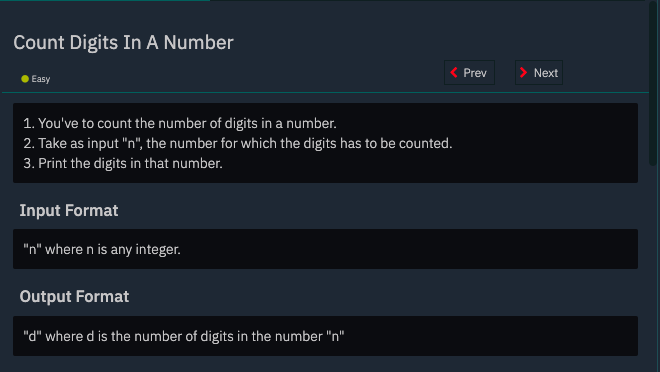 Count Digits In A Number
Easy
Prev
Next
1. You've to count the number of digits in a number.
2. Take as input "n", the number for which the digits has to be counted.
3. Print the digits in that number.
Input Format
"n" where n is any integer.
Output Format
"d" where d is the number of digits in the number "n"